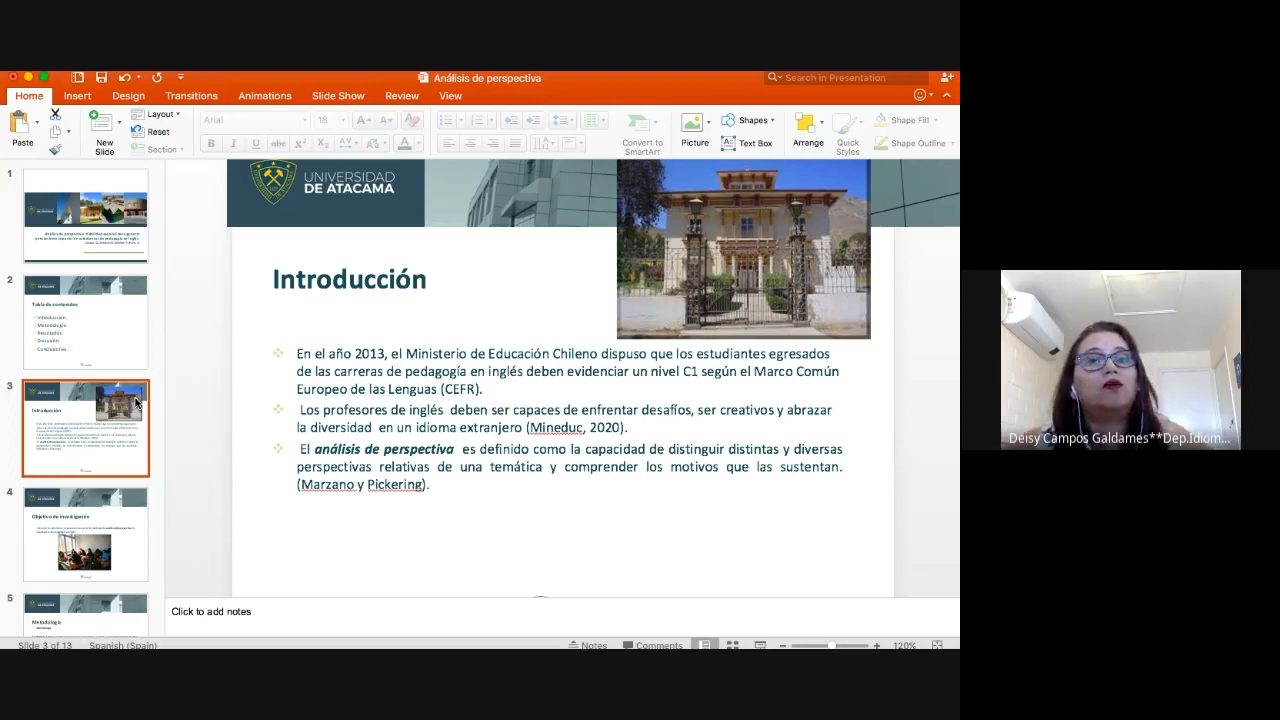 Análisis de perspectiva
Search in Presentation
Home Insert Design Transitions Animations Slide Show Review View
Paste
New Slide
Layout
Reset
Section
Arial 18
B I U abc X² X₂ AV Aa A
Convert to SmartArt
Picture
Shapes
Text Box
Arrange
Quick Styles
Shape Fill
Shape Outline
1
2
Tabla de contenidos
Introducción.
Metodología.
Resultados.
Discusión
Conclusiones.
3
Introducción
4
Objetivo de investigación
5
Metodología
UNIVERSIDAD
DE ATACAMA
Introducción
En el año 2013, el Ministerio de Educación Chileno dispuso que los estudiantes egresados
de las carreras de pedagogía en inglés deben evidenciar un nivel C1 según el Marco Común
Europeo de las Lenguas (CEFR).
Los profesores de inglés deben ser capaces de enfrentar desafíos, ser creativos y abrazar
la diversidad en un idioma extranjero (Mineduc, 2020).
El análisis de perspectiva es definido como la capacidad de distinguir distintas y diversas
perspectivas relativas de una temática y comprender los motivos que las sustentan.
(Marzano y Pickering).
Click to add notes
Slide 3 of 13 Spanish (Spain) Notes Comments 120%
Deisy Campos Galdames**Dep.Idiom...